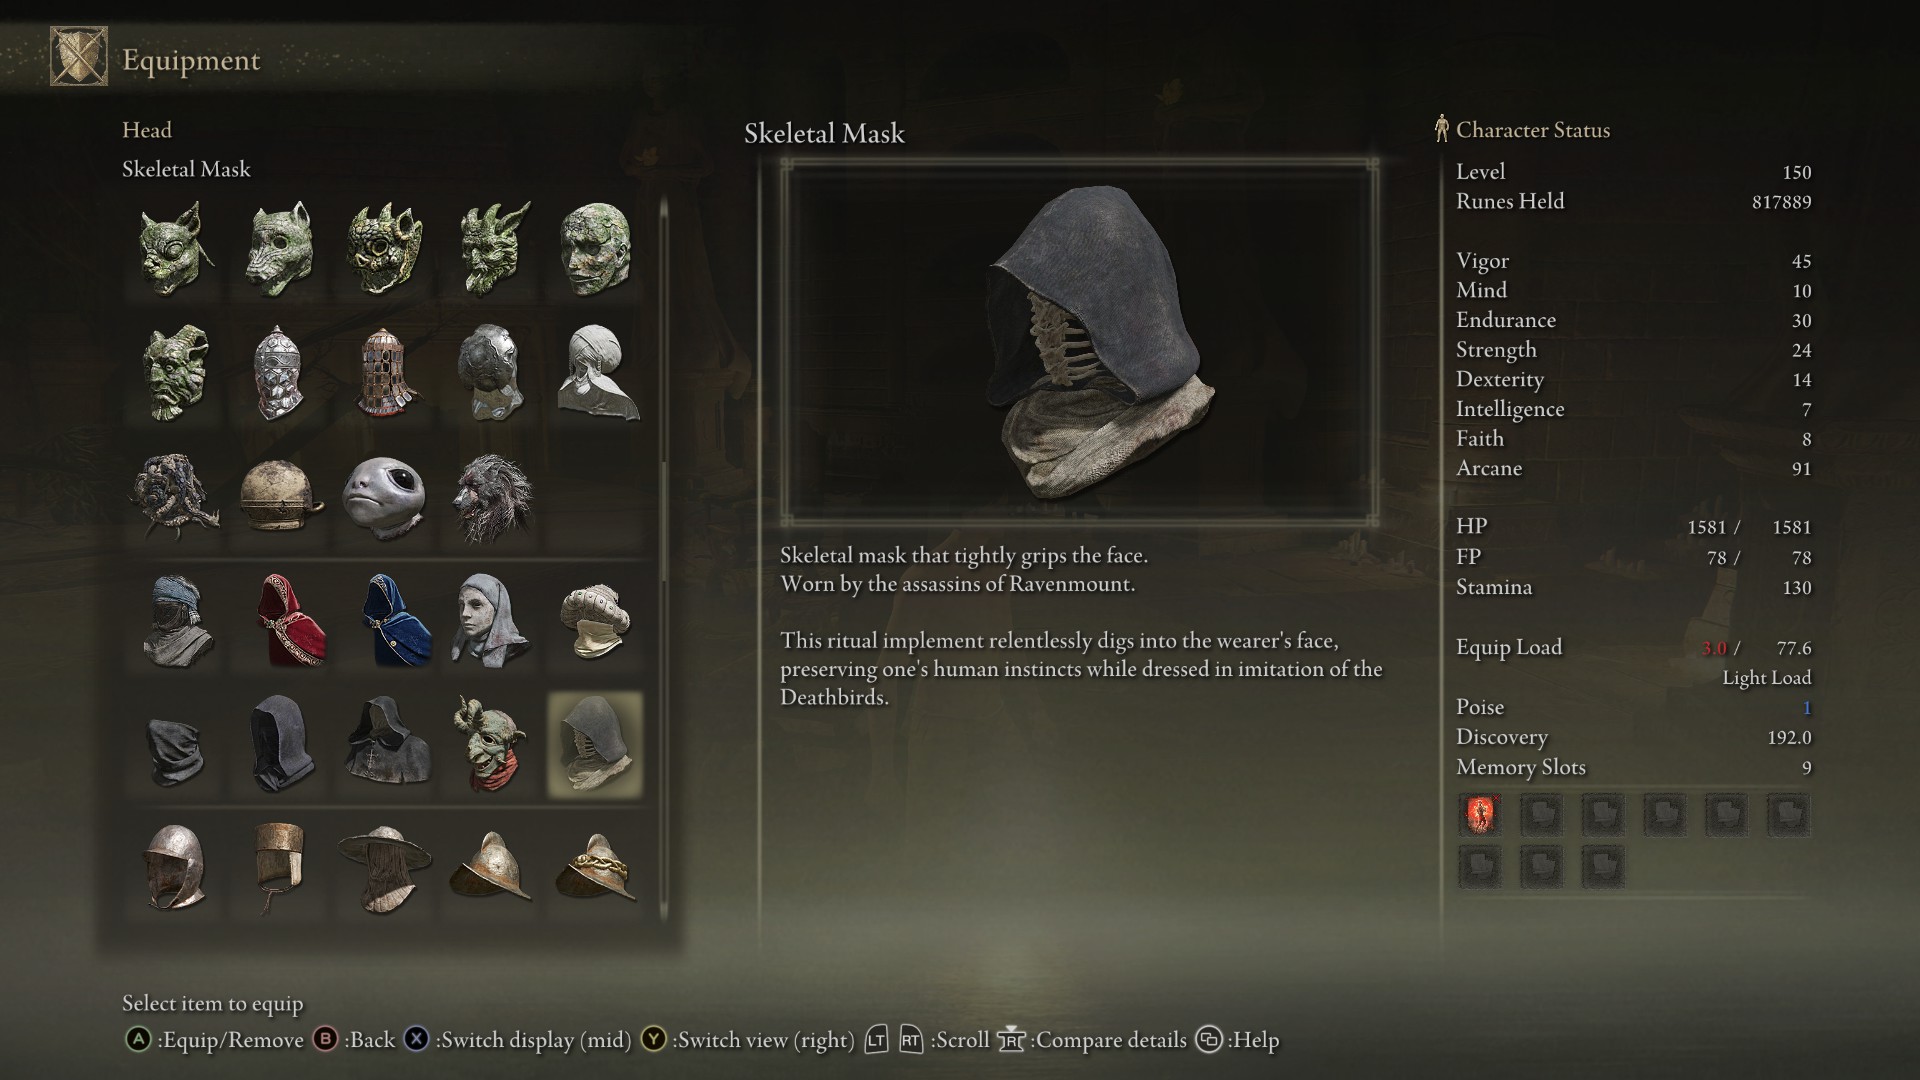 Equipment
Head
Skeletal Mask
Skeletal Mask
Skeletal mask that tightly grips the face.
Worn by the assassins of Ravenmount.
This ritual implement relentlessly digs into the wearer's face,
preserving one's human instincts while dressed in imitation of the
Deathbirds.
Character Status
Level 150
Runes Held 817889
Vigor 45
Mind 10
Endurance 30
Strength 24
Dexterity 14
Intelligence 7
Faith 8
Arcane 91
HP 1581 / 1581
FP 78 / 78
Stamina 130
Equip Load 3.0 / 77.6
Light Load
Poise 1
Discovery 192.0
Memory Slots 9
Select item to equip
A :Equip/Remove B :Back X :Switch display (mid) Y :Switch view (right) LT RT :Scroll R :Compare details :Help